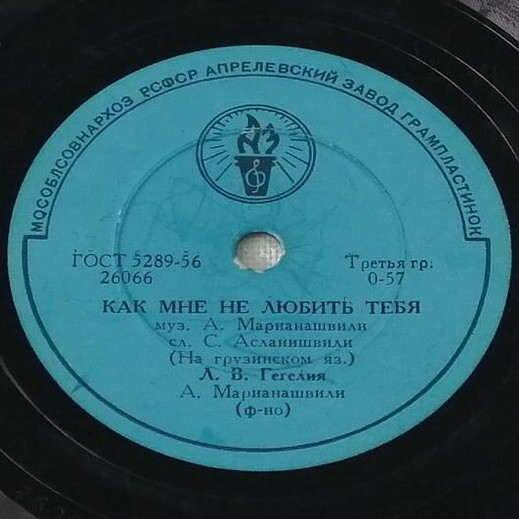 МОСОБЛСОВНАРХОЗ РСФСР АПРЕЛЕВСКИЙ ЗАВОД ГРАМПЛАСТИНОК
ГОСТ 5289-56
26066
Третья гр:
0-57
КАК МНЕ НЕ ЛЮБИТЬ ТЕБЯ
муз. А. Марианашвили
сл. С. Асланишвили
(На грузинском яз.)
Л. В. Гегелия
А. Марианашвили
(ф-но)